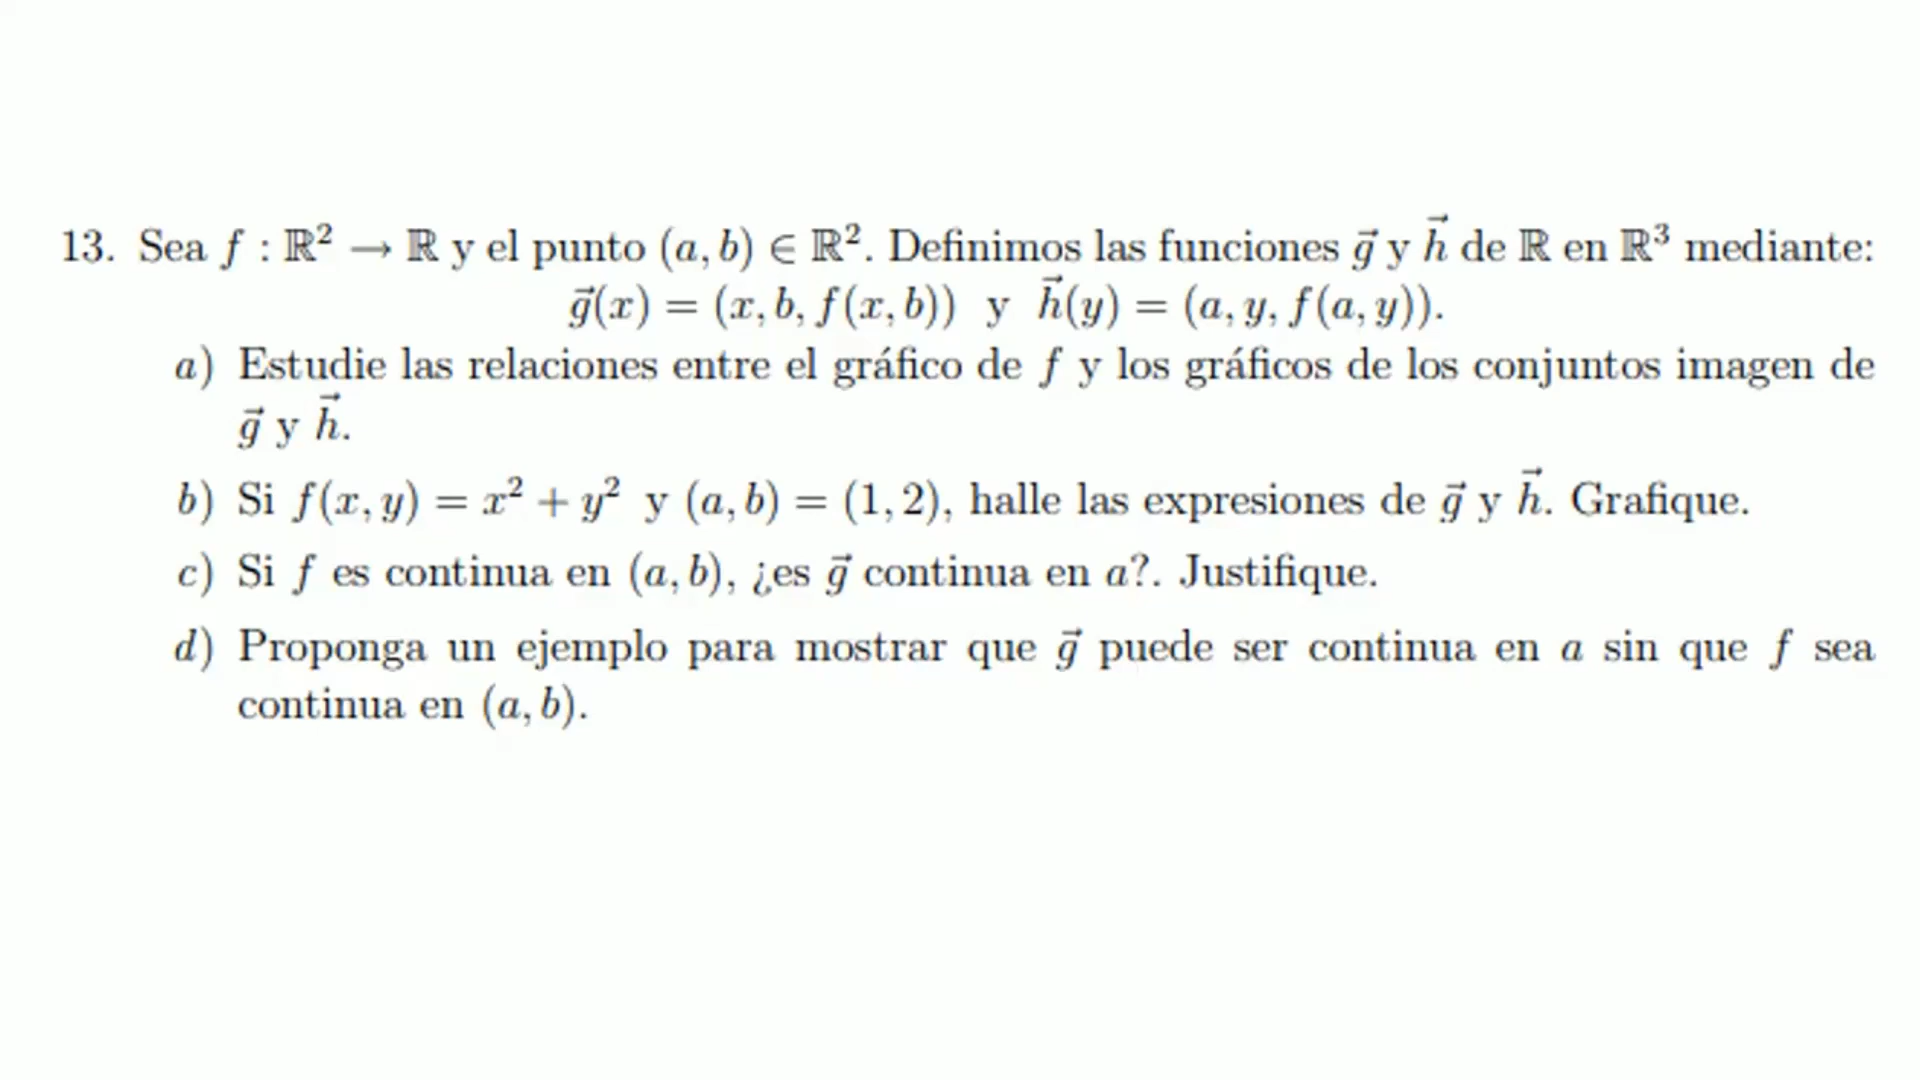 13. Sea f : ℝ² → ℝ y el punto (a, b) ∈ ℝ². Definimos las funciones g⃗ y h⃗ de ℝ en ℝ³ mediante:
g⃗(x) = (x, b, f(x, b)) y h⃗(y) = (a, y, f(a, y)).
a) Estudie las relaciones entre el gráfico de f y los gráficos de los conjuntos imagen de
g⃗ y h⃗.
b) Si f(x, y) = x² + y² y (a, b) = (1, 2), halle las expresiones de g⃗ y h⃗. Grafique.
c) Si f es continua en (a, b), ¿es g⃗ continua en a?. Justifique.
d) Proponga un ejemplo para mostrar que g⃗ puede ser continua en a sin que f sea
continua en (a, b).